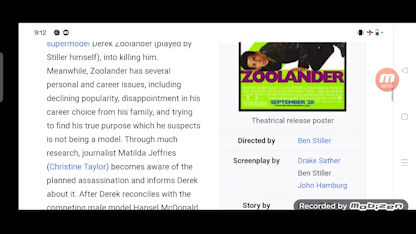 9:12
supermodel Derek Zoolander (played by
Stiller himself), into killing him.
Meanwhile, Zoolander has several
personal and career issues, including
declining popularity, disappointment in his
career choice from his family, and trying
to find his true purpose which he suspects
is not being a model. Through much
research, journalist Matilda Jeffries
(Christine Taylor) becomes aware of the
planned assassination and informs Derek
about it. After Derek reconciles with the
competing male model Hansel McDonald
ZOOLANDER
SEPTEMBER 28
Theatrical release poster
Directed by Ben Stiller
Screenplay by Drake Sather
Ben Stiller
John Hamburg
Story by
Recorded by Mobizen